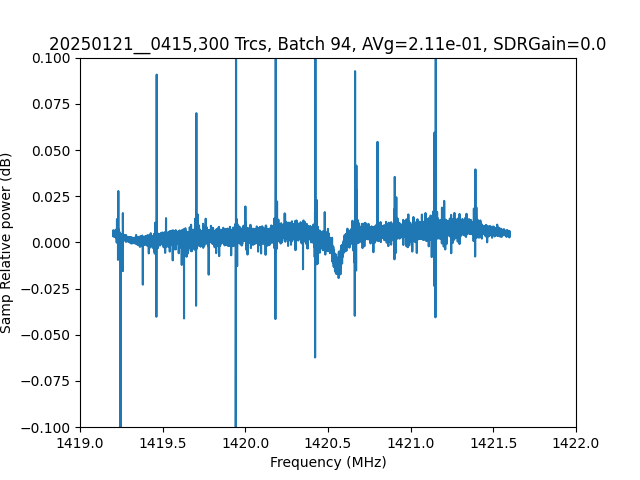 20250121__0415,300 Trcs, Batch 94, AVg=2.11e-01, SDRGain=0.0
0.100
0.075
0.050
0.025
0.000
−0.025
−0.050
−0.075
−0.100
Samp Relative power (dB)
1419.0 1419.5 1420.0 1420.5 1421.0 1421.5 1422.0
Frequency (MHz)